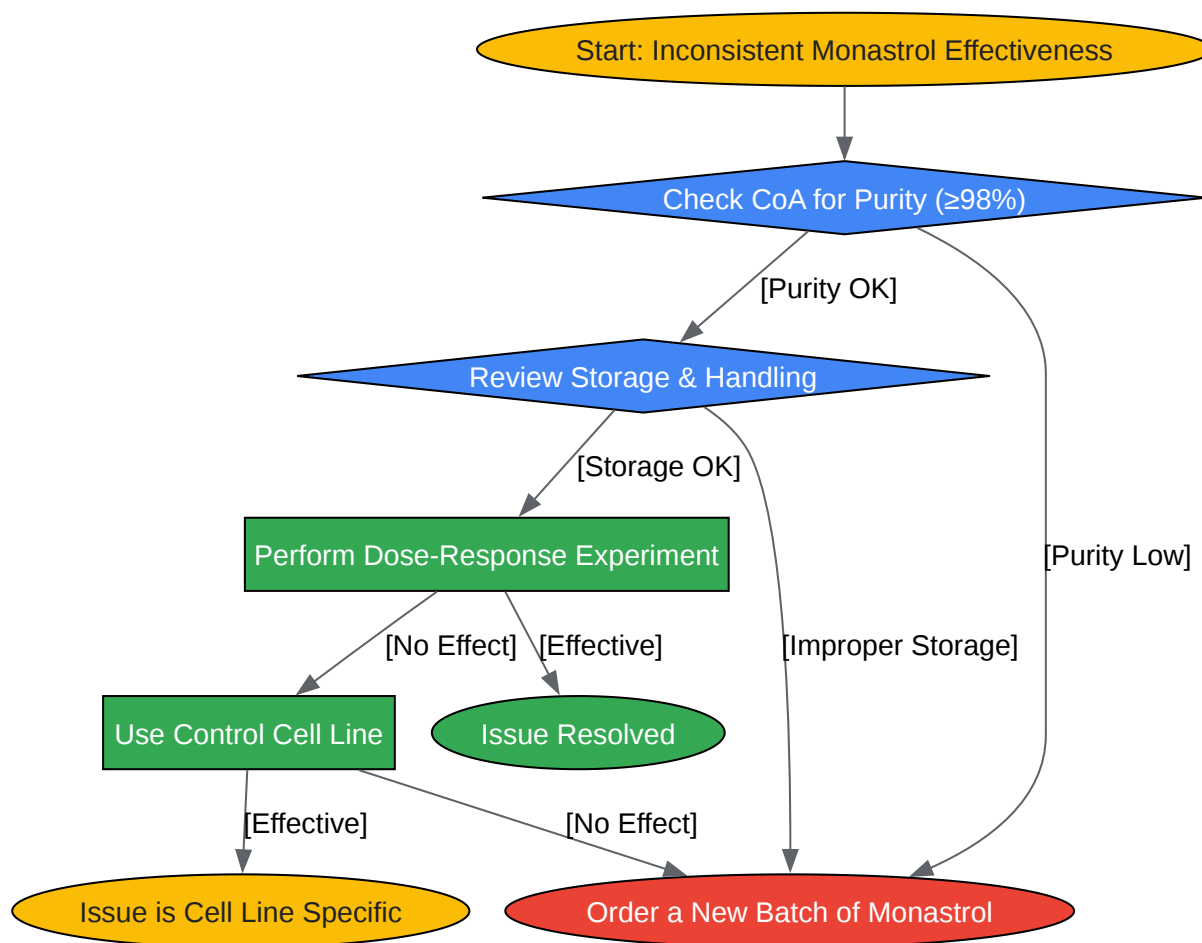 Start: Inconsistent Monastrol Effectiveness
Check CoA for Purity (≥98%)
[Purity OK]
Review Storage & Handling
[Storage OK]
Perform Dose-Response Experiment
[Purity Low]
[No Effect]
[Effective]
[Improper Storage]
Use Control Cell Line
Issue Resolved
[Effective]
[No Effect]
Issue is Cell Line Specific
Order a New Batch of Monastrol